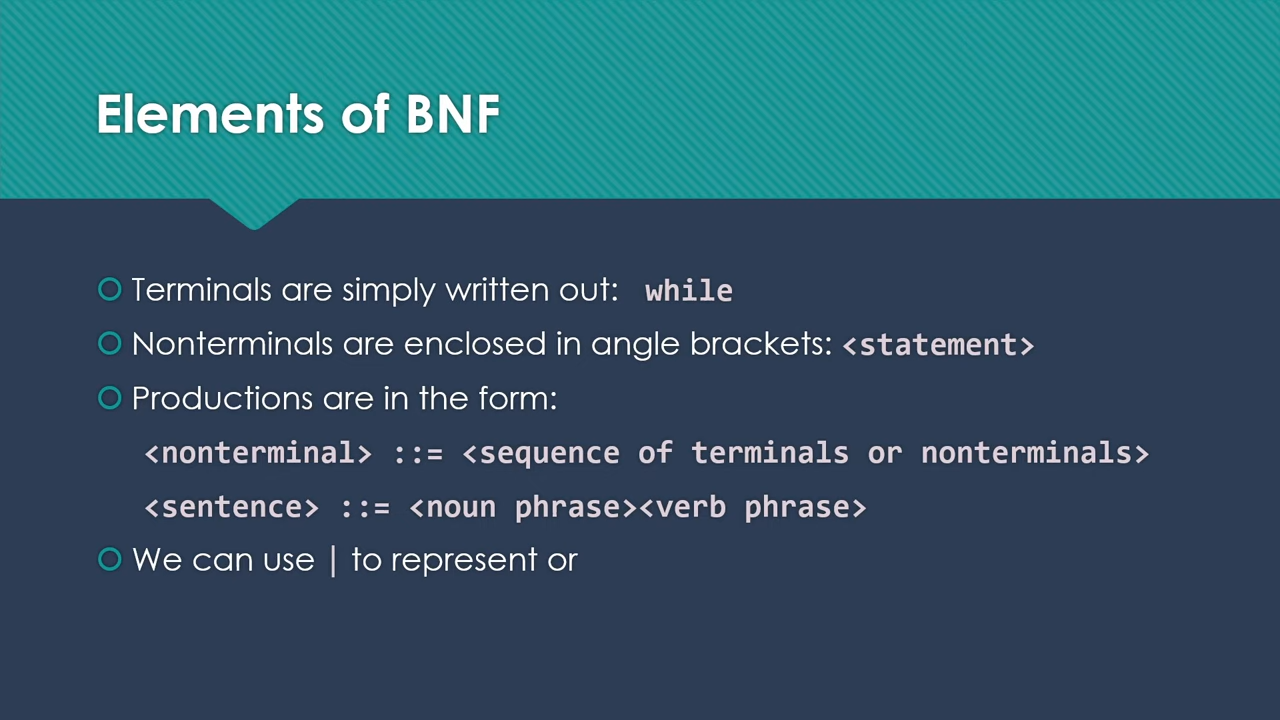 Elements of BNF
Terminals are simply written out: while
Nonterminals are enclosed in angle brackets: <statement>
Productions are in the form:
<nonterminal> ::= <sequence of terminals or nonterminals>
<sentence> ::= <noun phrase><verb phrase>
We can use | to represent or